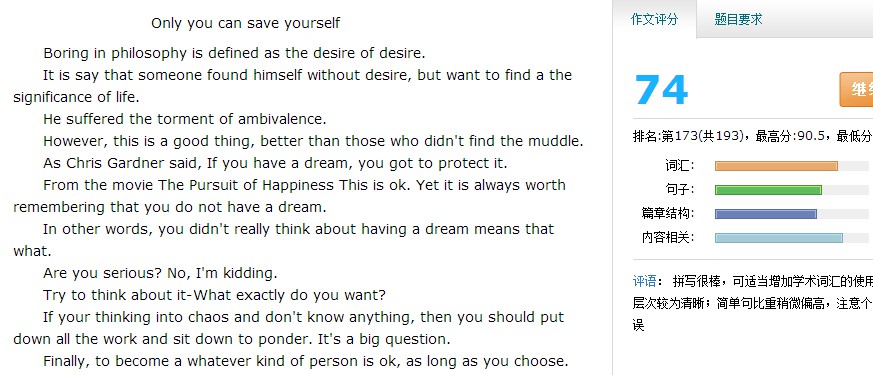 Only you can save yourself
Boring in philosophy is defined as the desire of desire.
It is say that someone found himself without desire, but want to find a the
significance of life.
He suffered the torment of ambivalence.
However, this is a good thing, better than those who didn't find the muddle.
As Chris Gardner said, If you have a dream, you got to protect it.
From the movie The Pursuit of Happiness This is ok. Yet it is always worth
remembering that you do not have a dream.
In other words, you didn't really think about having a dream means that
what.
Are you serious? No, I'm kidding.
Try to think about it-What exactly do you want?
If your thinking into chaos and don't know anything, then you should put
down all the work and sit down to ponder. It's a big question.
Finally, to become a whatever kind of person is ok, as long as you choose.
作文评分 题目要求
74
继
排名:第173(共193)，最高分:90.5，最低分
词汇：
句子：
篇章结构：
内容相关：
评语： 拼写很棒，可适当增加学术词汇的使用
层次较为清晰；简单句比重稍微偏高，注意个
误